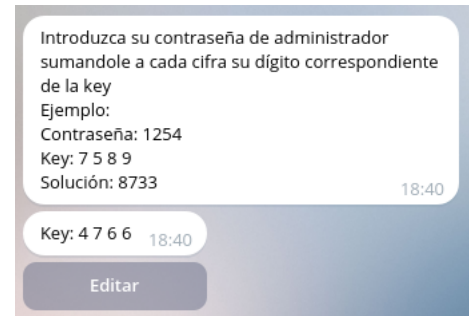 Introduzca su contraseña de administrador
sumandole a cada cifra su dígito correspondiente
de la key
Ejemplo:
Contraseña: 1254
Key: 7 5 8 9
Solución: 8733
18:40
Key: 4 7 6 6
18:40
Editar